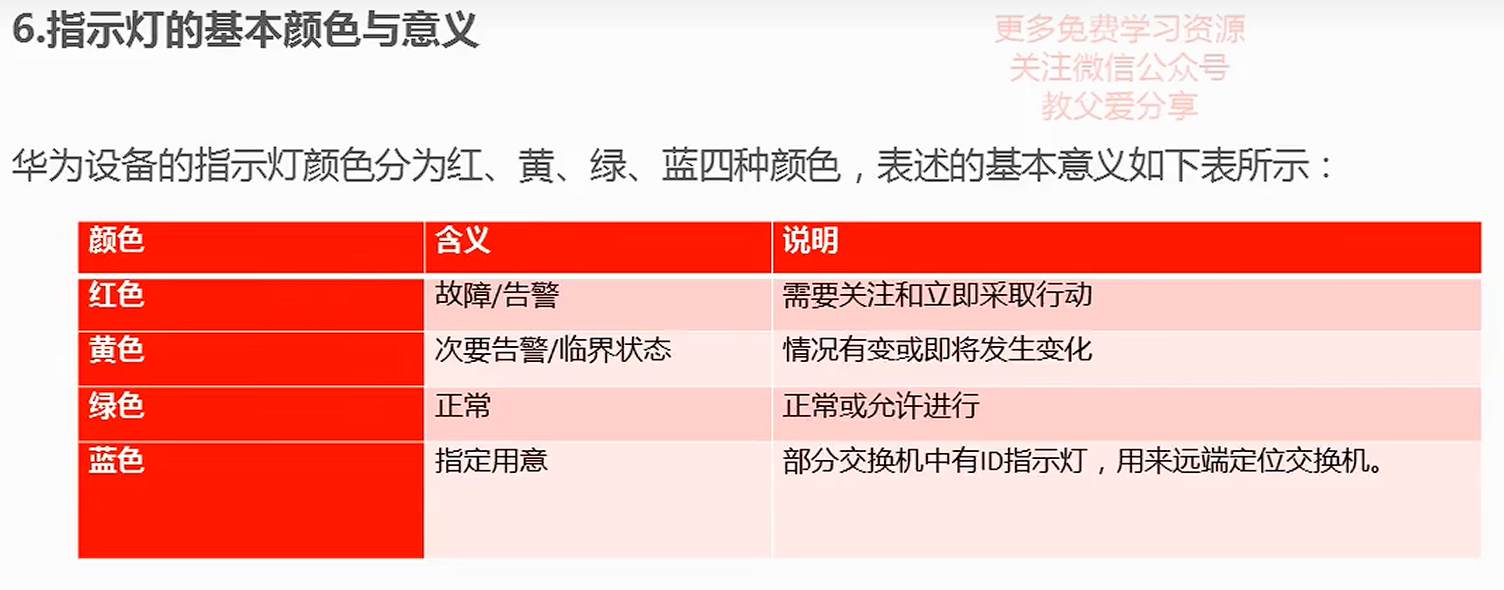 6.指示灯的基本颜色与意义
更多免费学习资源
关注微信公众号
教父爱分享
华为设备的指示灯颜色分为红、黄、绿、蓝四种颜色，表述的基本意义如下表所示：
颜色 含义 说明
红色 故障/告警 需要关注和立即采取行动
黄色 次要告警/临界状态 情况有变或即将发生变化
绿色 正常 正常或允许进行
蓝色 指定用意 部分交换机中有ID指示灯，用来远端定位交换机。